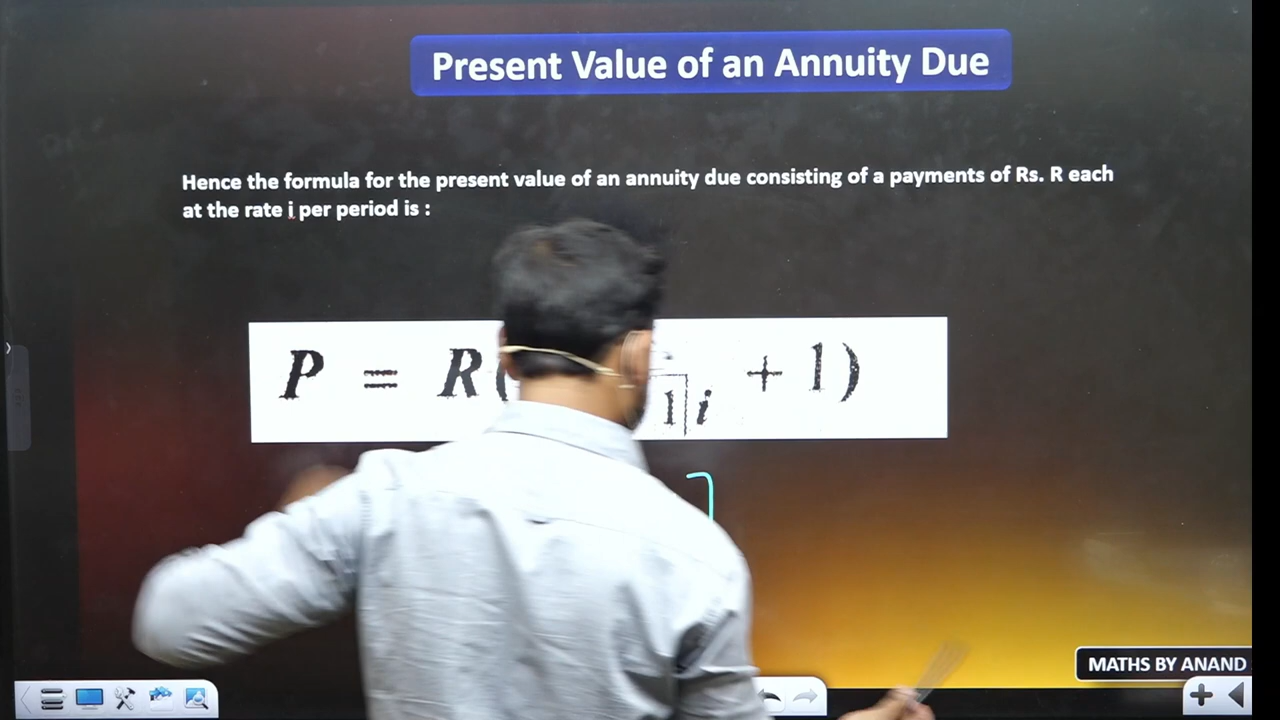 Present Value of an Annuity Due
Hence the formula for the present value of an annuity due consisting of a payments of Rs. R each
at the rate i per period is :
P = R( 1 i + 1)
MATHS BY ANAND